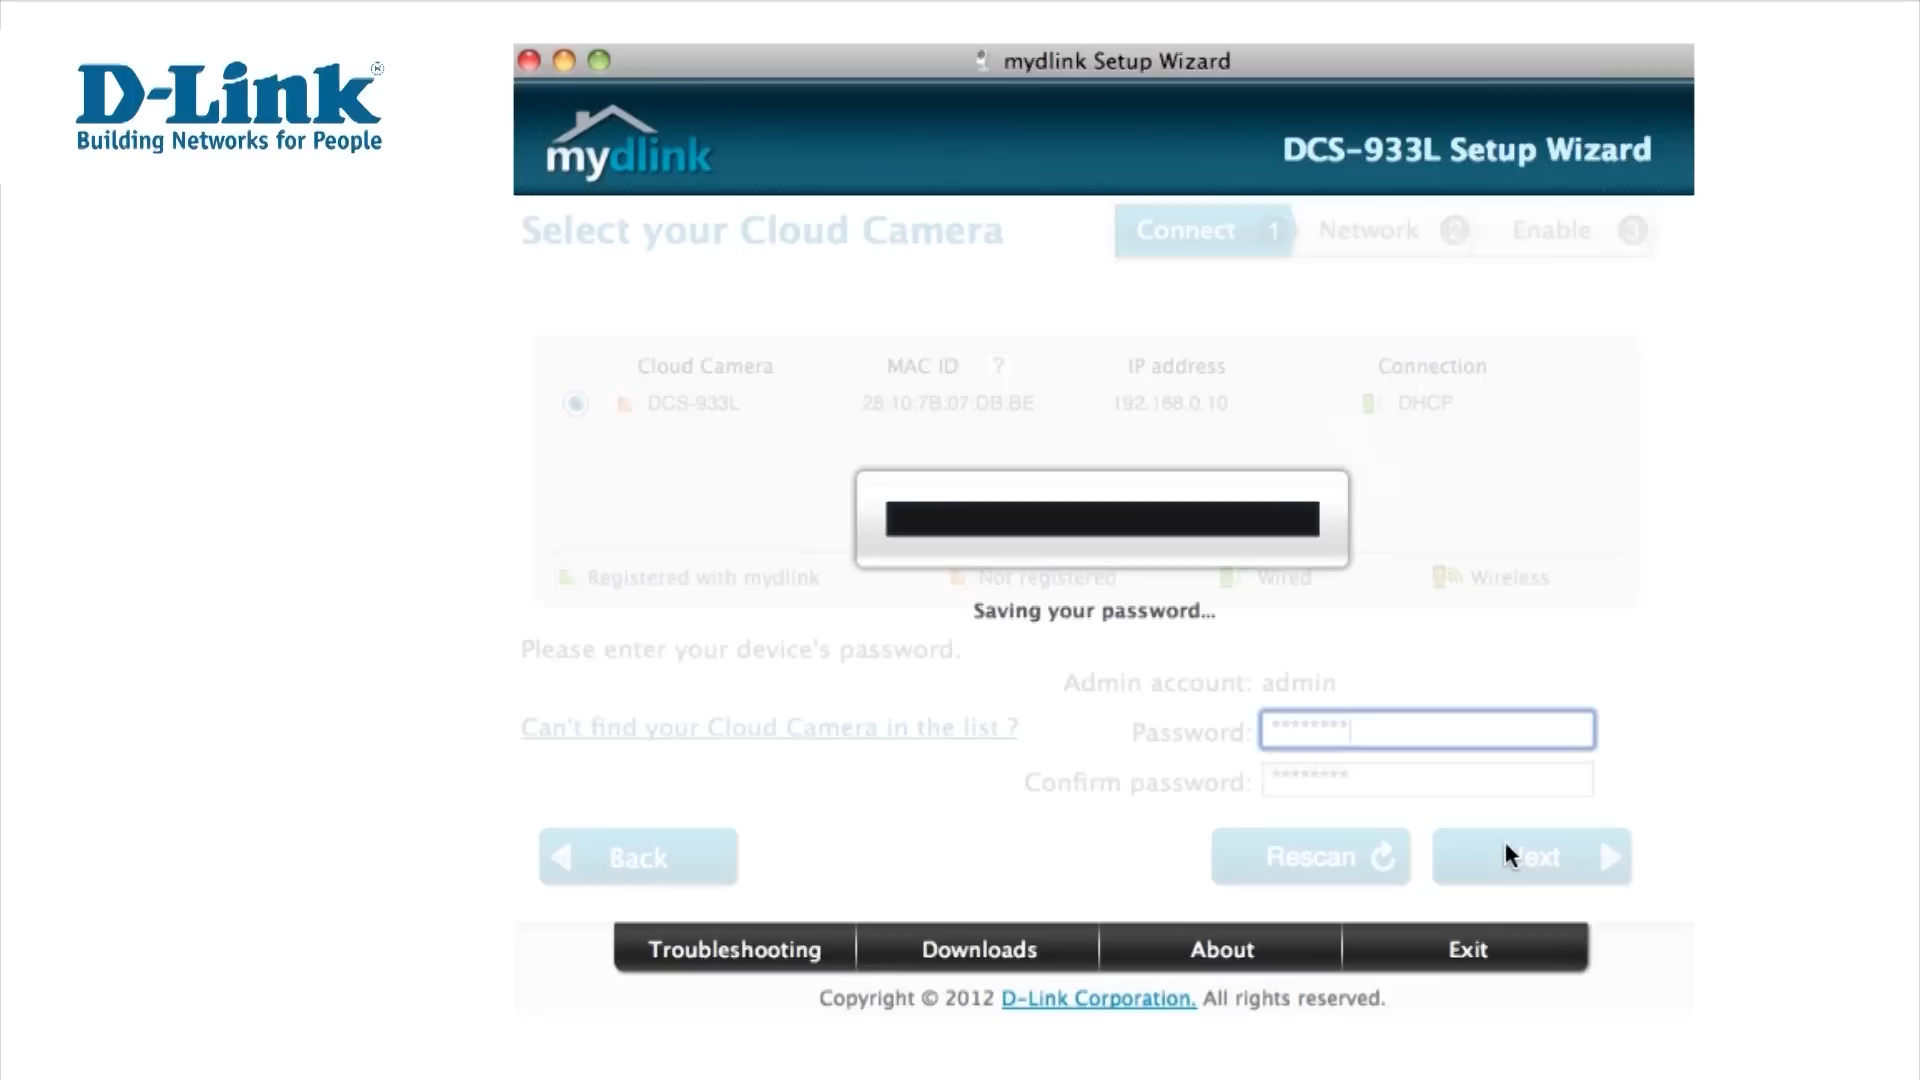 D-Link®
Building Networks for People
mydlink Setup Wizard
mydlink
DCS-933L Setup Wizard
Select your Cloud Camera
Connect 1 Network 2 Enable 3
Cloud Camera MAC ID ? IP address Connection
DCS-933L 28:10:7B:07:DB:BE 192.168.0.10 DHCP
Registered with mydlink Not registered Wired Wireless
Saving your password...
Please enter your device's password.
Admin account: admin
Can't find your Cloud Camera in the list ?
Password: ********
Confirm password: ********
Back Rescan Next
Troubleshooting Downloads About Exit
Copyright © 2012 D-Link Corporation. All rights reserved.